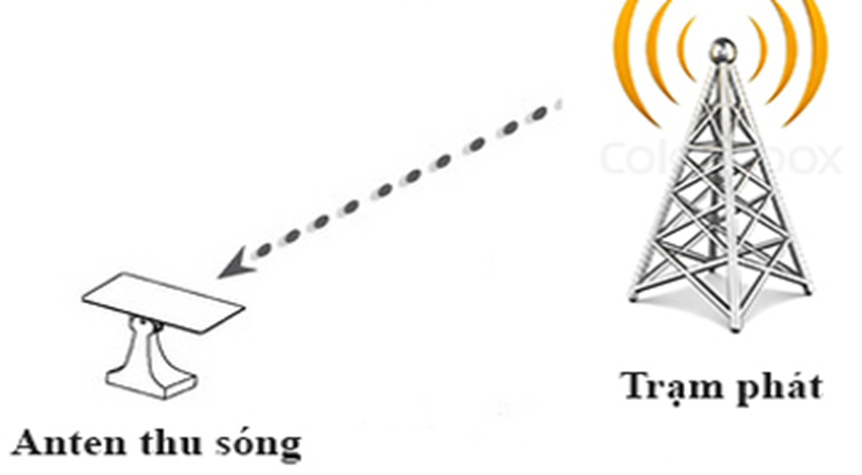 Trạm phát
Anten thu sóng